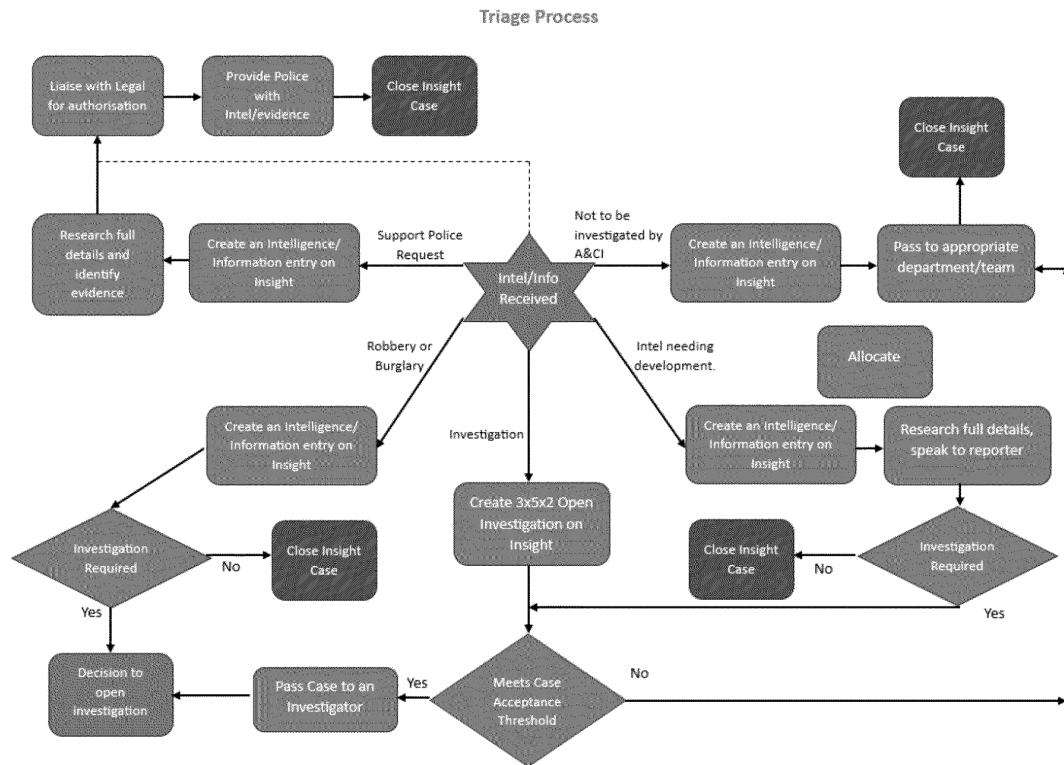 Triage Process
Liaise with Legal
for authorisation
Provide Police
with
Intel/evidence
Close Insight
Case
Close Insight
Case
Research full
details and
identify
evidence
Create an Intelligence/
Information entry on
Insight
Support Police
Request
Intel/Info
Received
Not to be
investigated by
A&CI
Create an Intelligence/
Information entry on
Insight
Pass to appropriate
department/team
Robbery or
Burglary
Intel needing
development.
Allocate
Create an Intelligence/
Information entry on
Insight
Investigation
Create an Intelligence/
Information entry on
Insight
Research full details,
speak to reporter
Create 3x5x2 Open
Investigation on
Insight
Investigation
Required
No
Close Insight
Case
Close Insight
Case
No
Investigation
Required
Yes
Yes
Decision to
open
investigation
Pass Case to an
Investigator
Yes
Meets Case
Acceptance
Threshold
No